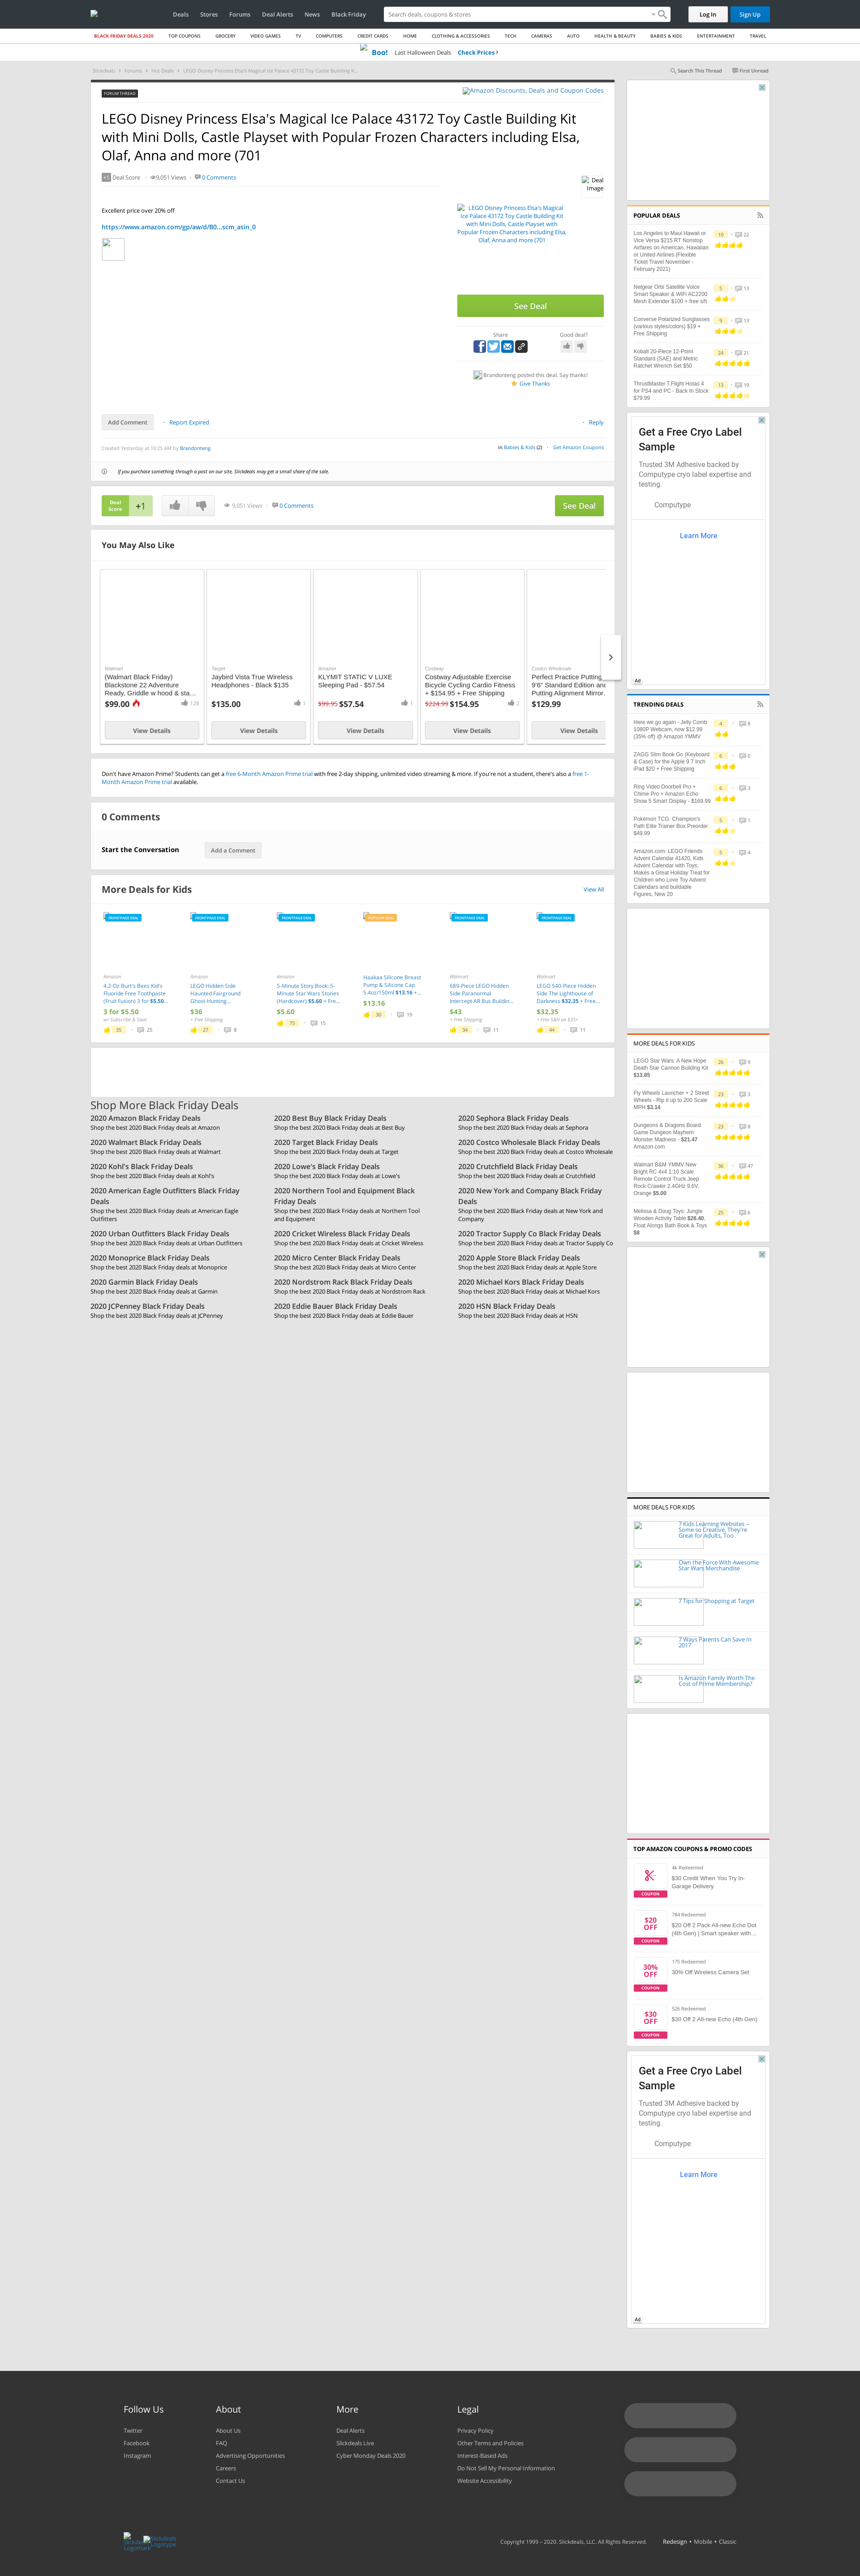 Deals Stores Forums Deal Alerts News Black Friday
Search deals, coupons & stores
Log In
Sign Up
BLACK FRIDAY DEALS 2020 TOP COUPONS GROCERY VIDEO GAMES TV COMPUTERS CREDIT CARDS HOME CLOTHING & ACCESSORIES TECH CAMERAS AUTO HEALTH & BEAUTY BABIES & KIDS ENTERTAINMENT TRAVEL
Boo! Last Halloween Deals Check Prices ›
Slickdeals › Forums › Hot Deals › LEGO Disney Princess Elsa's Magical Ice Palace 43172 Toy Castle Building K...
Search This Thread First Unread
FORUM THREAD
Amazon Discounts, Deals and Coupon Codes
LEGO Disney Princess Elsa's Magical Ice Palace 43172 Toy Castle Building Kit
with Mini Dolls, Castle Playset with Popular Frozen Characters including Elsa,
Olaf, Anna and more (701
+1 Deal Score · 9,051 Views · 0 Comments
Deal
Image
Excellent price over 20% off
https://www.amazon.com/gp/aw/d/B0...scm_asin_0
LEGO Disney Princess Elsa's Magical
Ice Palace 43172 Toy Castle Building Kit
with Mini Dolls, Castle Playset with
Popular Frozen Characters including Elsa,
Olaf, Anna and more (701
See Deal
Share
Good deal?
Brandonteng posted this deal. Say thanks!
Give Thanks
Add Comment · Report Expired
· Reply
Created Yesterday at 10:25 AM by Brandonteng
in Babies & Kids (2) · Get Amazon Coupons
If you purchase something through a post on our site, Slickdeals may get a small share of the sale.
Deal
Score
+1
9,051 Views · 0 Comments
See Deal
You May Also Like
Walmart
(Walmart Black Friday)
Blackstone 22 Adventure
Ready, Griddle w hood & sta...
$99.00
128
View Details
Target
Jaybird Vista True Wireless
Headphones - Black $135
$135.00
1
View Details
Amazon
KLYMIT STATIC V LUXE
Sleeping Pad - $57.54
$99.95 $57.54
1
View Details
Costway
Costway Adjustable Exercise
Bicycle Cycling Cardio Fitness
+ $154.95 + Free Shipping
$224.99 $154.95
2
View Details
Costco Wholesale
Perfect Practice Putting
9'6" Standard Edition and
Putting Alignment Mirror.
$129.99
View Details
Don't have Amazon Prime? Students can get a free 6-Month Amazon Prime trial with free 2-day shipping, unlimited video streaming & more. If you're not a student, there's also a free 1-
Month Amazon Prime trial available.
0 Comments
Start the Conversation
Add a Comment
More Deals for Kids
View All
FRONTPAGE DEAL
Amazon
4.2-Oz Burt's Bees Kid's
Fluoride Free Toothpaste
(Fruit Fusion) 3 for $5.50...
3 for $5.50
w/ Subscribe & Save
35 · 25
FRONTPAGE DEAL
Amazon
LEGO Hidden Side
Haunted Fairground
Ghost-Hunting...
$36
+ Free Shipping
27 · 8
FRONTPAGE DEAL
Amazon
5-Minute Story Book: 5-
Minute Star Wars Stories
(Hardcover) $5.60 + Fre...
$5.60
75 · 15
POPULAR DEAL
Haakaa Silicone Breast
Pump & Silicone Cap
5.4oz/150ml $13.16 +...
$13.16
30 · 19
FRONTPAGE DEAL
Walmart
689-Piece LEGO Hidden
Side Paranormal
Intercept AR Bus Buildin...
$43
+ Free Shipping
34 · 11
FRONTPAGE DEAL
Walmart
LEGO 540-Piece Hidden
Side The Lighthouse of
Darkness $32.35 + Free...
$32.35
+ Free S&H on $35+
44 · 11
Shop More Black Friday Deals
2020 Amazon Black Friday Deals
Shop the best 2020 Black Friday deals at Amazon
2020 Best Buy Black Friday Deals
Shop the best 2020 Black Friday deals at Best Buy
2020 Sephora Black Friday Deals
Shop the best 2020 Black Friday deals at Sephora
2020 Walmart Black Friday Deals
Shop the best 2020 Black Friday deals at Walmart
2020 Target Black Friday Deals
Shop the best 2020 Black Friday deals at Target
2020 Costco Wholesale Black Friday Deals
Shop the best 2020 Black Friday deals at Costco Wholesale
2020 Kohl's Black Friday Deals
Shop the best 2020 Black Friday deals at Kohl's
2020 Lowe's Black Friday Deals
Shop the best 2020 Black Friday deals at Lowe's
2020 Crutchfield Black Friday Deals
Shop the best 2020 Black Friday deals at Crutchfield
2020 American Eagle Outfitters Black Friday
Deals
Shop the best 2020 Black Friday deals at American Eagle
Outfitters
2020 Northern Tool and Equipment Black
Friday Deals
Shop the best 2020 Black Friday deals at Northern Tool
and Equipment
2020 New York and Company Black Friday
Deals
Shop the best 2020 Black Friday deals at New York and
Company
2020 Urban Outfitters Black Friday Deals
Shop the best 2020 Black Friday deals at Urban Outfitters
2020 Cricket Wireless Black Friday Deals
Shop the best 2020 Black Friday deals at Cricket Wireless
2020 Tractor Supply Co Black Friday Deals
Shop the best 2020 Black Friday deals at Tractor Supply Co
2020 Monoprice Black Friday Deals
Shop the best 2020 Black Friday deals at Monoprice
2020 Micro Center Black Friday Deals
Shop the best 2020 Black Friday deals at Micro Center
2020 Apple Store Black Friday Deals
Shop the best 2020 Black Friday deals at Apple Store
2020 Garmin Black Friday Deals
Shop the best 2020 Black Friday deals at Garmin
2020 Nordstrom Rack Black Friday Deals
Shop the best 2020 Black Friday deals at Nordstrom Rack
2020 Michael Kors Black Friday Deals
Shop the best 2020 Black Friday deals at Michael Kors
2020 JCPenney Black Friday Deals
Shop the best 2020 Black Friday deals at JCPenney
2020 Eddie Bauer Black Friday Deals
Shop the best 2020 Black Friday deals at Eddie Bauer
2020 HSN Black Friday Deals
Shop the best 2020 Black Friday deals at HSN
POPULAR DEALS
Los Angeles to Maui Hawaii or
Vice Versa $215 RT Nonstop
Airfares on American, Hawaiian
or United Airlines (Flexible
Ticket Travel November -
February 2021)
10 · 22
Netgear Orbi Satellite Voice
Smart Speaker & WiFi AC2200
Mesh Extender $100 + free s/h
5 · 13
Converse Polarized Sunglasses
(various styles/colors) $19 +
Free Shipping
9 · 13
Kobalt 20-Piece 12-Point
Standard (SAE) and Metric
Ratchet Wrench Set $50
24 · 21
ThrustMaster T.Flight Hotas 4
for PS4 and PC - Back in Stock
$79.99
13 · 19
Get a Free Cryo Label
Sample
Trusted 3M Adhesive backed by
Computype cryo label expertise and
testing.
Computype
Learn More
Ad
TRENDING DEALS
Here we go again - Jelly Comb
1080P Webcam, now $12.99
(35% off) @ Amazon YMMV
4 · 6
ZAGG Slim Book Go (Keyboard
& Case) for the Apple 9.7 Inch
iPad $20 + Free Shipping
6 · 0
Ring Video Doorbell Pro +
Chime Pro + Amazon Echo
Show 5 Smart Display - $169.99
6 · 3
Pokémon TCG: Champion's
Path Elite Trainer Box Preorder
$49.99
5 · 1
Amazon.com: LEGO Friends
Advent Calendar 41420, Kids
Advent Calendar with Toys;
Makes a Great Holiday Treat for
Children who Love Toy Advent
Calendars and buildable
Figures, New 20
5 · 4
MORE DEALS FOR KIDS
LEGO Star Wars: A New Hope
Death Star Cannon Building Kit
$13.85
26 · 9
Fly Wheels Launcher + 2 Street
Wheels - Rip it up to 200 Scale
MPH $3.14
23 · 3
Dungeons & Dragons Board
Game Dungeon Mayhem:
Monster Madness - $21.47
Amazon.com
23 · 8
Walmart B&M YMMV New
Bright RC 4x4 1:10 Scale
Remote Control Truck Jeep
Rock Crawler 2.4GHz 9.6V,
Orange $5.00
36 · 47
Melissa & Doug Toys: Jungle
Wooden Activity Table $26.40,
Float Alongs Bath Book & Toys
$8
25 · 6
MORE DEALS FOR KIDS
7 Kids Learning Websites --
Some so Creative, They're
Great for Adults, Too
Own the Force With Awesome
Star Wars Merchandise
7 Tips for Shopping at Target
7 Ways Parents Can Save In
2017
Is Amazon Family Worth The
Cost of Prime Membership?
TOP AMAZON COUPONS & PROMO CODES
COUPON
4k Redeemed
$30 Credit When You Try In-
Garage Delivery
$20
OFF
COUPON
784 Redeemed
$20 Off 2 Pack All-new Echo Dot
(4th Gen) | Smart speaker with...
30%
OFF
COUPON
175 Redeemed
30% Off Wireless Camera Set
$30
OFF
COUPON
526 Redeemed
$30 Off 2 All-new Echo (4th Gen)
Get a Free Cryo Label
Sample
Trusted 3M Adhesive backed by
Computype cryo label expertise and
testing.
Computype
Learn More
Ad
Follow Us
Twitter
Facebook
Instagram
About
About Us
FAQ
Advertising Opportunities
Careers
Contact Us
More
Deal Alerts
Slickdeals Live
Cyber Monday Deals 2020
Legal
Privacy Policy
Other Terms and Policies
Interest-Based Ads
Do Not Sell My Personal Information
Website Accessibility
Slickdeals
Logotype
Copyright 1999 – 2020. Slickdeals, LLC. All Rights Reserved. Redesign • Mobile • Classic